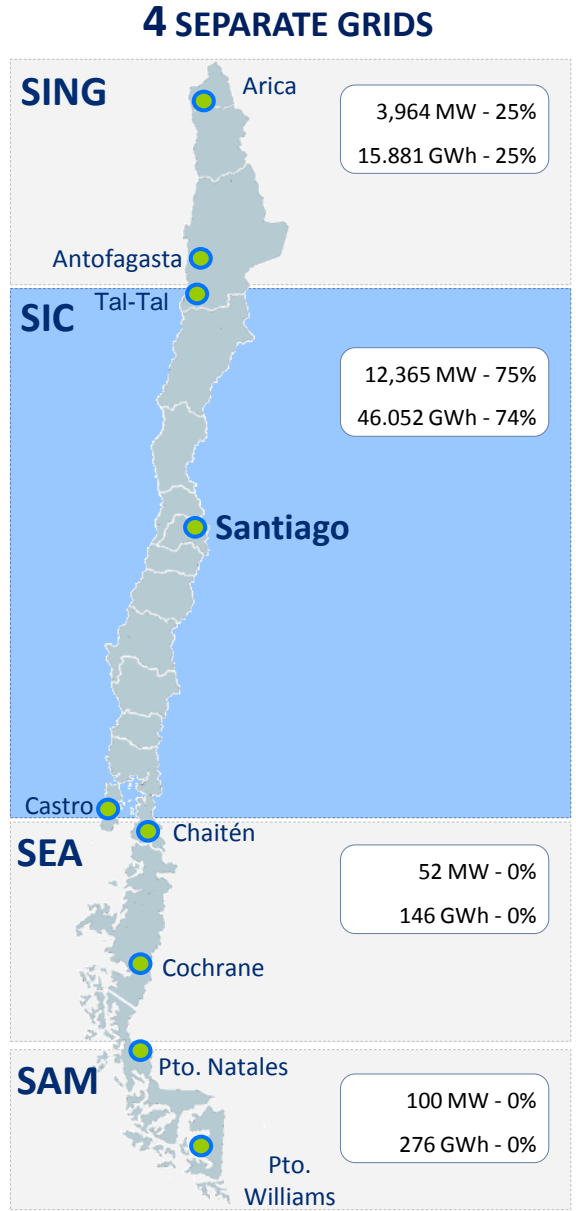 4 SEPARATE GRIDS
SING
Arica
3,964 MW - 25%
15.881 GWh - 25%
Antofagasta
Tal-Tal
SIC
12,365 MW - 75%
46.052 GWh - 74%
Santiago
Castro
Chaitén
SEA
52 MW - 0%
146 GWh - 0%
Cochrane
Pto. Natales
SAM
100 MW - 0%
276 GWh - 0%
Pto.
Williams